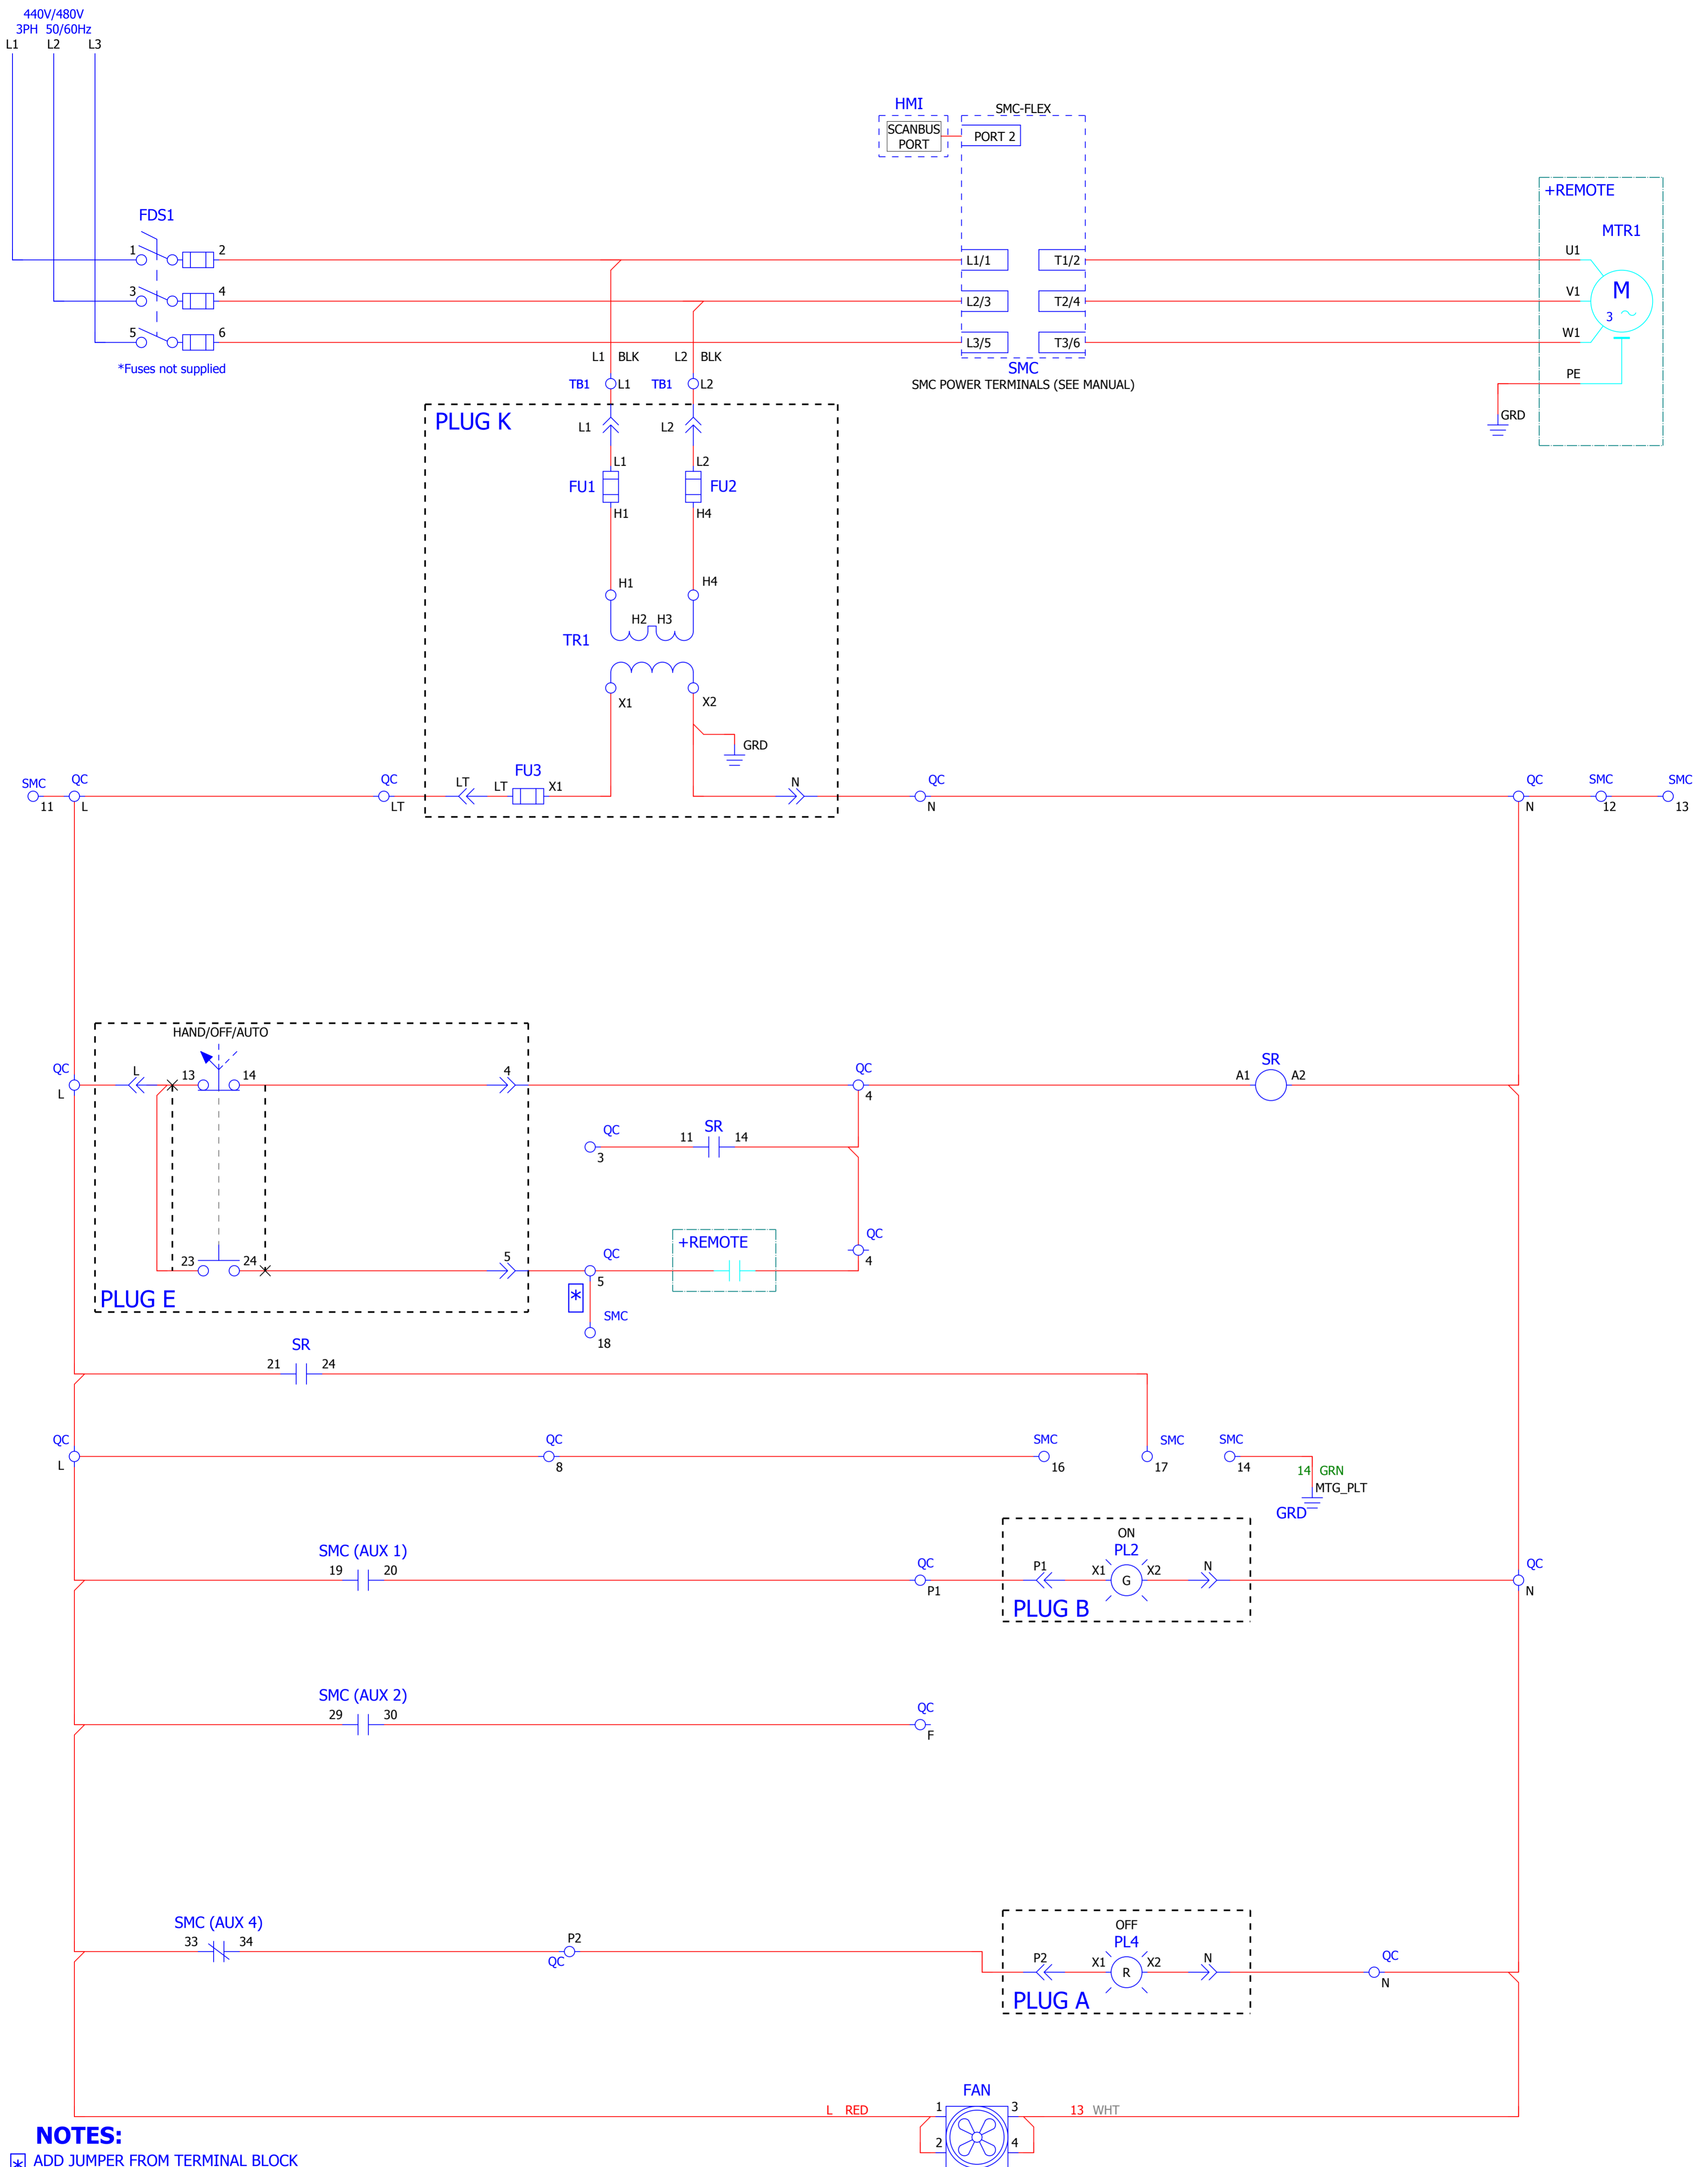 440V/480V
3PH 50/60Hz
L1 L2 L3
HMI
SCANBUS
PORT
SMC-FLEX
PORT 2
+REMOTE
MTR1
FDS1
1 2
3 4
5 6
*Fuses not supplied
L1/1 T1/2
L2/3 T2/4
L3/5 T3/6
SMC
SMC POWER TERMINALS (SEE MANUAL)
U1
V1
W1
PE
M
3
GRD
L1 BLK L2 BLK
TB1 L1 TB1 L2
PLUG K
L1 L2
L1 L2
FU1 FU2
H1 H4
H1 H4
H2 H3
TR1
X1 X2
GRD
SMC
11
QC
L
QC
LT
LT
LT
FU3
X1
N
QC
N
QC
N
SMC
12
SMC
13
HAND/OFF/AUTO
QC
L
L
13 14
4
QC
4
SR
A1 A2
QC
3
SR
11 14
+REMOTE
QC
4
23 24
5
QC
5
*
SMC
18
PLUG E
SR
21 24
QC
L
QC
8
SMC
16
SMC
17
SMC
14
14 GRN
MTG_PLT
GRD
SMC (AUX 1)
19 20
QC
P1
ON
PL2
P1
X1 G X2
N
PLUG B
QC
N
SMC (AUX 2)
29 30
QC
F
SMC (AUX 4)
33 34
P2
QC
OFF
PL4
P2
X1 R X2
N
PLUG A
QC
N
FAN
L RED
1 3
2 4
13 WHT
NOTES:
* ADD JUMPER FROM TERMINAL BLOCK